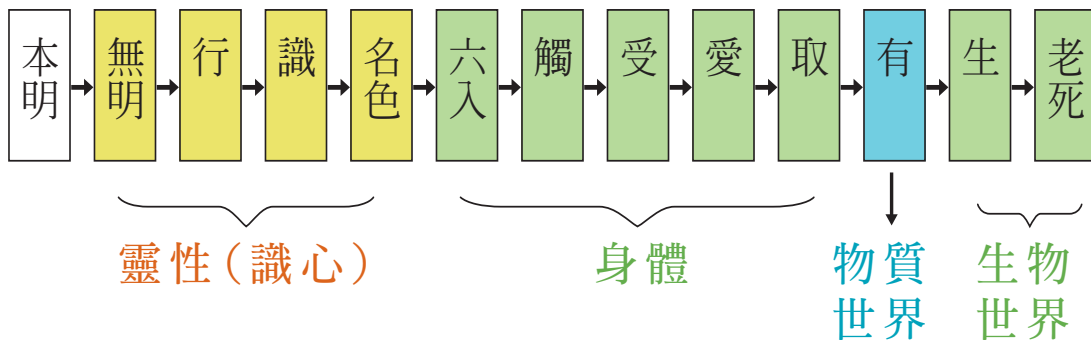 本明
無明
行
識
名色
六入
觸
受
愛
取
有
生
老死
靈性(識心)
身體
物質
世界
生物
世界